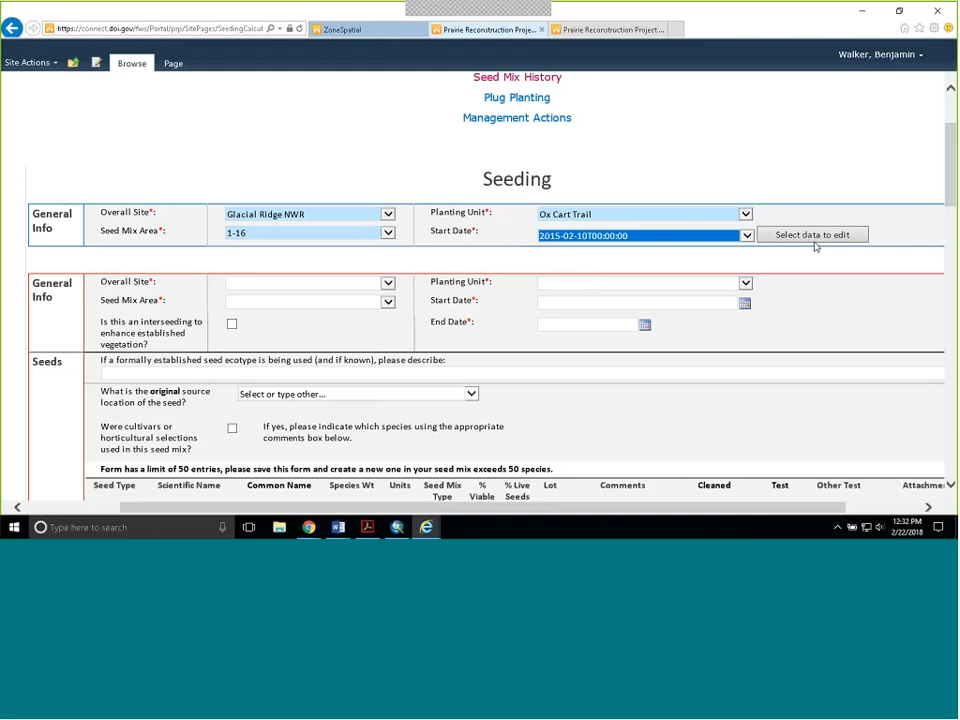 https://connect.doi.gov/fws/Portal/prp/SitePages/SeedingCalcul
ZoneSpatial
Prairie Reconstruction Proje...
Prairie Reconstruction Project ...
Site Actions
Browse
Page
Walker, Benjamin
Seed Mix History
Plug Planting
Management Actions
Seeding
General Info
Overall Site*:
Glacial Ridge NWR
Planting Unit*:
Ox Cart Trail
Seed Mix Area*:
1-16
Start Date*:
2015-02-10T00:00:00
Select data to edit
General Info
Overall Site*:
Planting Unit*:
Seed Mix Area*:
Start Date*:
Is this an interseeding to
enhance established
vegetation?
End Date*:
Seeds
If a formally established seed ecotype is being used (and if known), please describe:
What is the original source
location of the seed?
Select or type other...
Were cultivars or
horticultural selections
used in this seed mix?
If yes, please indicate which species using the appropriate
comments box below.
Form has a limit of 50 entries, please save this form and create a new one in your seed mix exceeds 50 species.
Seed Type
Scientific Name
Common Name
Species Wt
Units
Seed Mix
Type
%
Viable
% Live
Seeds
Lot
Comments
Cleaned
Test
Other Test
Attachme
Type here to search
12:32 PM
2/22/2018